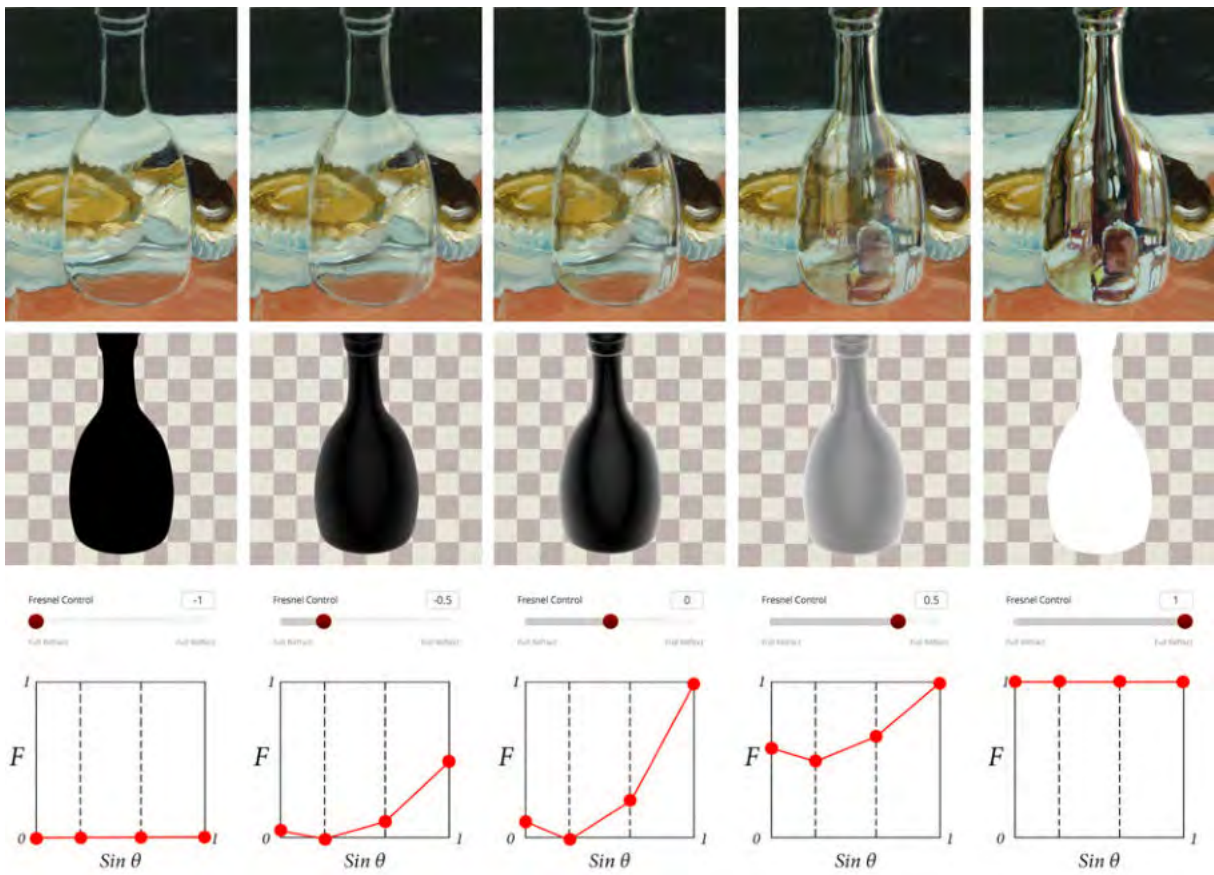 Fresnel Control -1
Full Refract Full Reflect
1
F
0 1
Sin θ
Fresnel Control -0.5
Full Refract Full Reflect
1
F
0 1
Sin θ
Fresnel Control 0
Full Refract Full Reflect
1
F
0 1
Sin θ
Fresnel Control 0.5
Full Refract Full Reflect
1
F
0 1
Sin θ
Fresnel Control 1
Full Refract Full Reflect
1
F
0 1
Sin θ